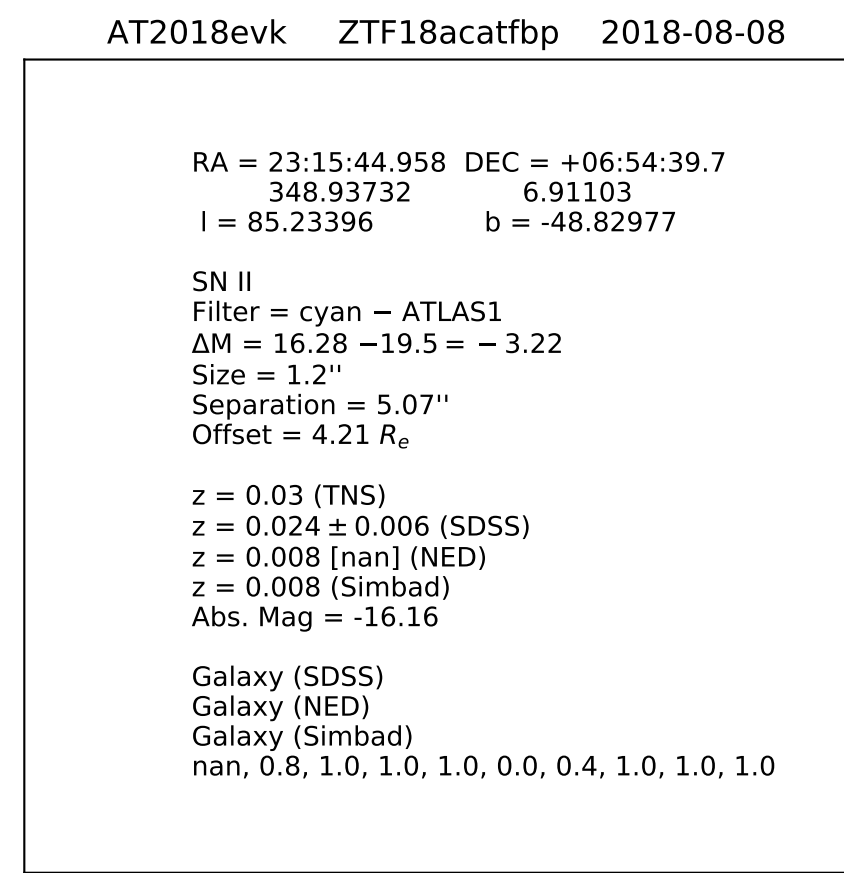 AT2018evk ZTF18acatfbp 2018-08-08
RA = 23:15:44.958 DEC = +06:54:39.7
348.93732 6.91103
l = 85.23396 b = -48.82977
SN II
Filter = cyan − ATLAS1
ΔM = 16.28 −19.5 = − 3.22
Size = 1.2''
Separation = 5.07''
Offset = 4.21 Rₑ
z = 0.03 (TNS)
z = 0.024 ± 0.006 (SDSS)
z = 0.008 [nan] (NED)
z = 0.008 (Simbad)
Abs. Mag = -16.16
Galaxy (SDSS)
Galaxy (NED)
Galaxy (Simbad)
nan, 0.8, 1.0, 1.0, 1.0, 0.0, 0.4, 1.0, 1.0, 1.0